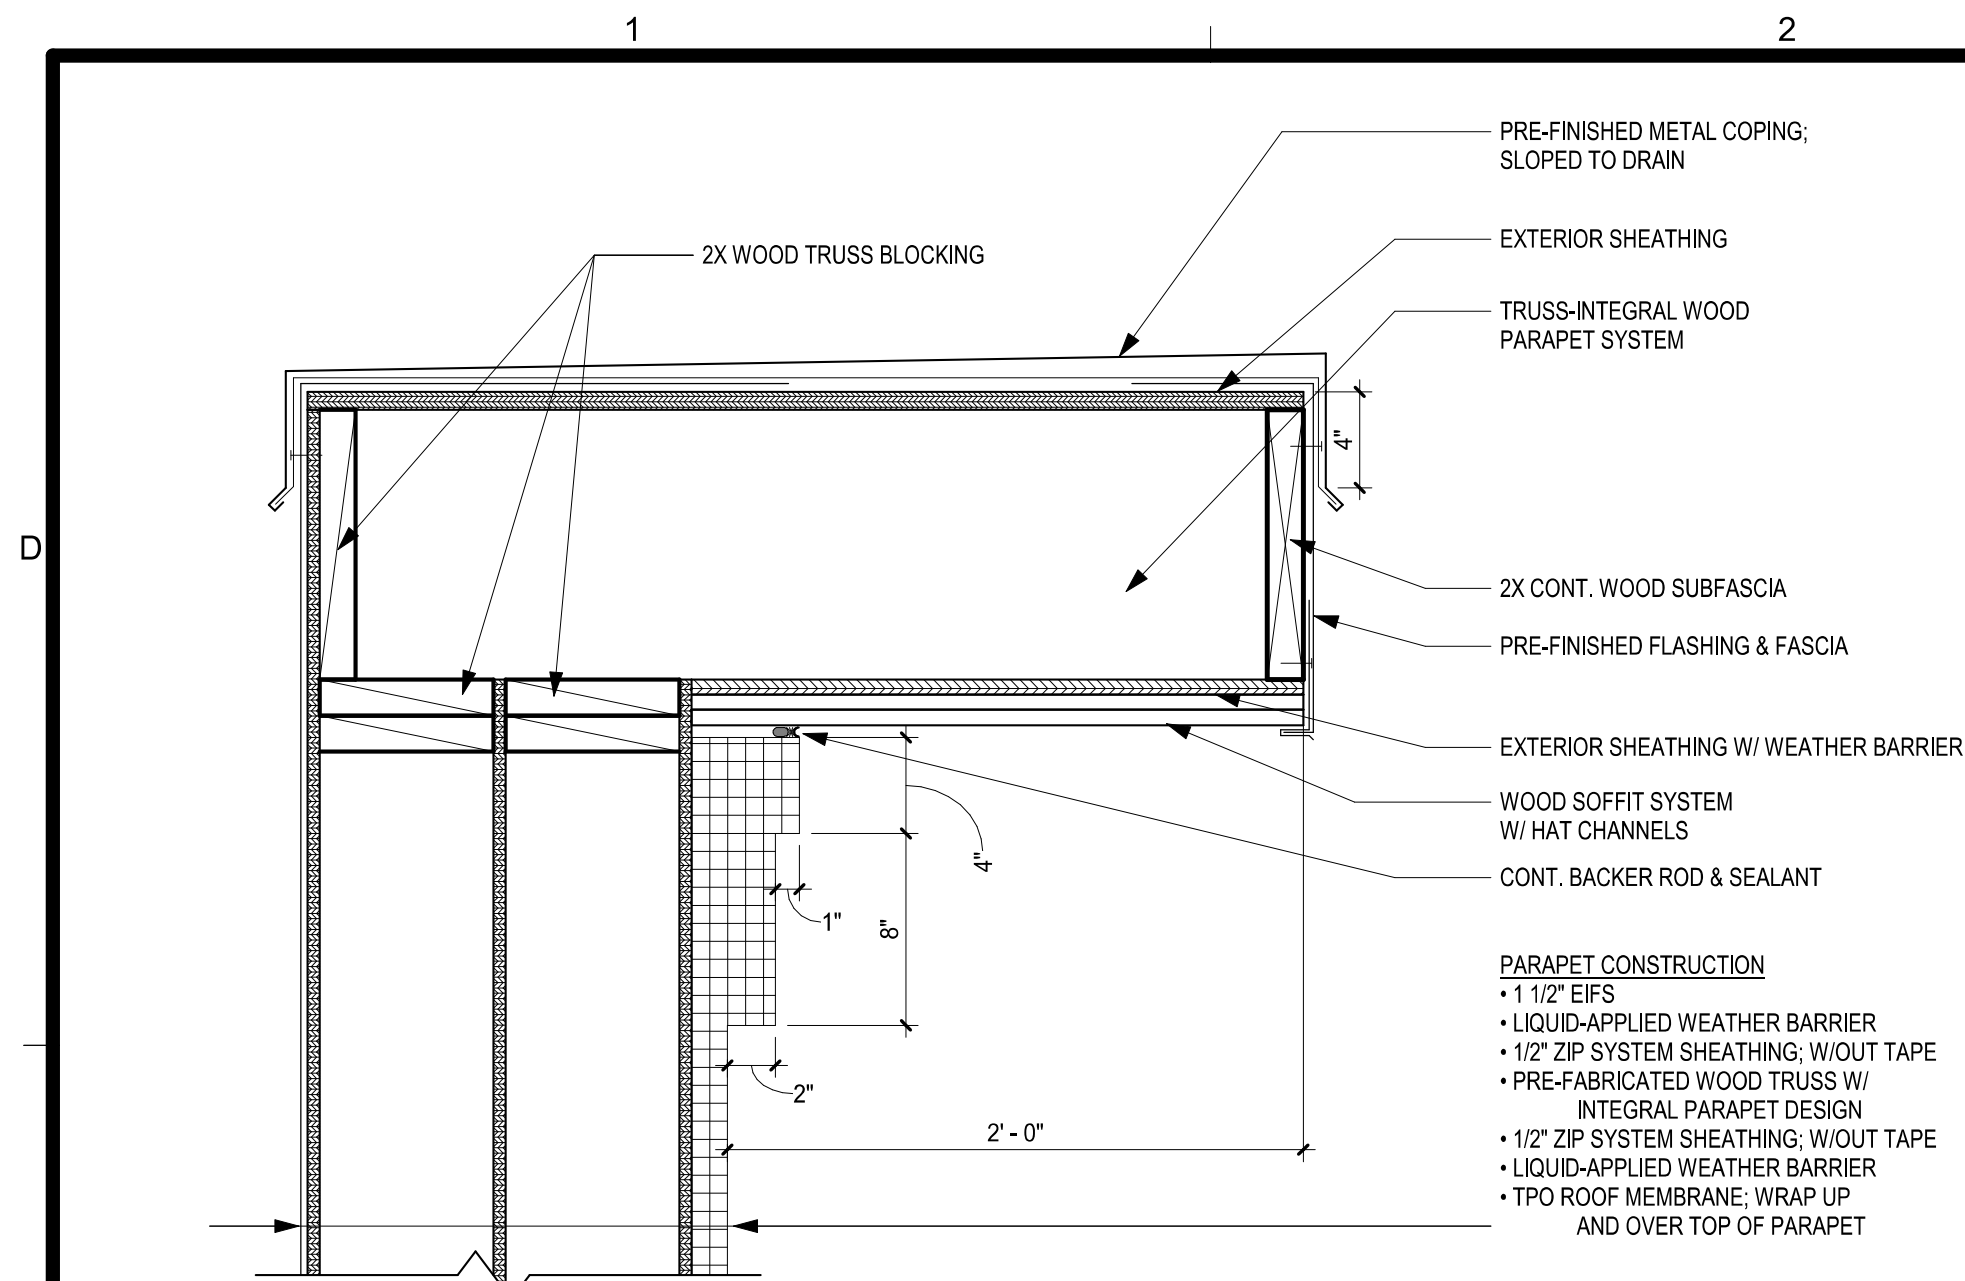 1
2
PRE-FINISHED METAL COPING;
SLOPED TO DRAIN
EXTERIOR SHEATHING
2X WOOD TRUSS BLOCKING
TRUSS-INTEGRAL WOOD
PARAPET SYSTEM
4"
D
2X CONT. WOOD SUBFASCIA
PRE-FINISHED FLASHING & FASCIA
EXTERIOR SHEATHING W/ WEATHER BARRIER
WOOD SOFFIT SYSTEM
W/ HAT CHANNELS
4"
CONT. BACKER ROD & SEALANT
1"
8"
PARAPET CONSTRUCTION
• 1 1/2" EIFS
• LIQUID-APPLIED WEATHER BARRIER
• 1/2" ZIP SYSTEM SHEATHING; W/OUT TAPE
• PRE-FABRICATED WOOD TRUSS W/
INTEGRAL PARAPET DESIGN
• 1/2" ZIP SYSTEM SHEATHING; W/OUT TAPE
• LIQUID-APPLIED WEATHER BARRIER
• TPO ROOF MEMBRANE; WRAP UP
AND OVER TOP OF PARAPET
2"
2' - 0"